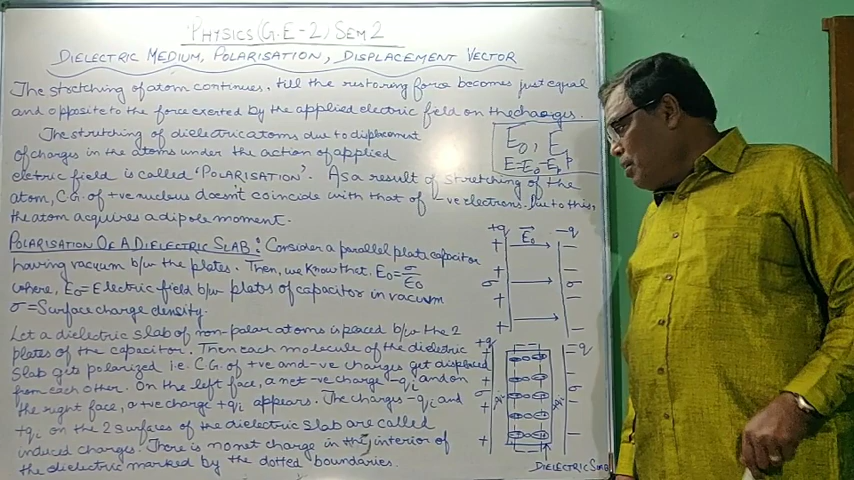 PHYSICS (G.E-2) SEM 2
DIELECTRIC MEDIUM, POLARISATION, DISPLACEMENT VECTOR
The stretching of atom continues, till the restoring force becomes just equal
and opposite to the force exerted by the applied electric field on the charges.
The stretching of dielectric atoms due to displacement
of charges in the atoms under the action of applied
eletric field is called 'POLARISATION'. As a result of stretching of the
atom, C.G. of +ve nucleus doesn't coincide with that of -ve electrons. Due to this,
the atom acquires a dipole moment.
E0, Ep
E=E0-Ep
POLARISATION OF A DIELECTRIC SLAB: Consider a parallel plate capacitor
having vacuum b/w the plates. Then, we know that, E0=σ/ε0
where, E0=Electric field b/w plates of capacitor in vacuum
σ=Surface charge density.
Let a dielectric slab of non-polar atoms is placed b/w the 2
plates of the capacitor. Then each molecule of the dielectric
slab gets polarized i.e. C.G. of +ve and -ve charges get displaced
from each other. On the left face, a net -ve charge -qi and on
the right face, a +ve charge +qi appears. The charges -qi and
+qi on the 2 surfaces of the dielectric slab are called
induced charges. There is no net charge in the interior of
the dielectric marked by the dotted boundaries.
+q E0 -q
σ
+q -q
σ σ
DIELECTRIC SLAB